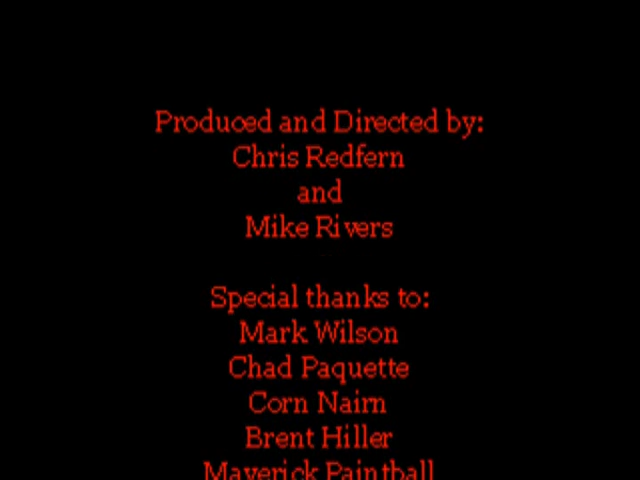 Produced and Directed by:
Chris Redfern
and
Mike Rivers
Special thanks to:
Mark Wilson
Chad Paquette
Corn Nairn
Brent Hiller
Maverick Paintball